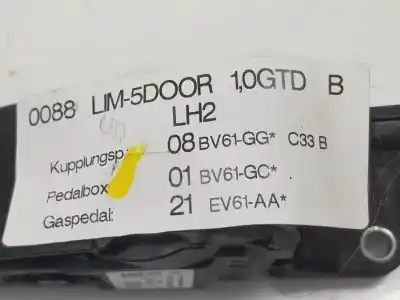 0088 LIM-5DOOR 1,0GTD B
LH2
Kupplungsp 08 BV61-GG* C33 B
Pedalbox 01 BV61-GC*
Gaspedal: 21 EV61-AA*